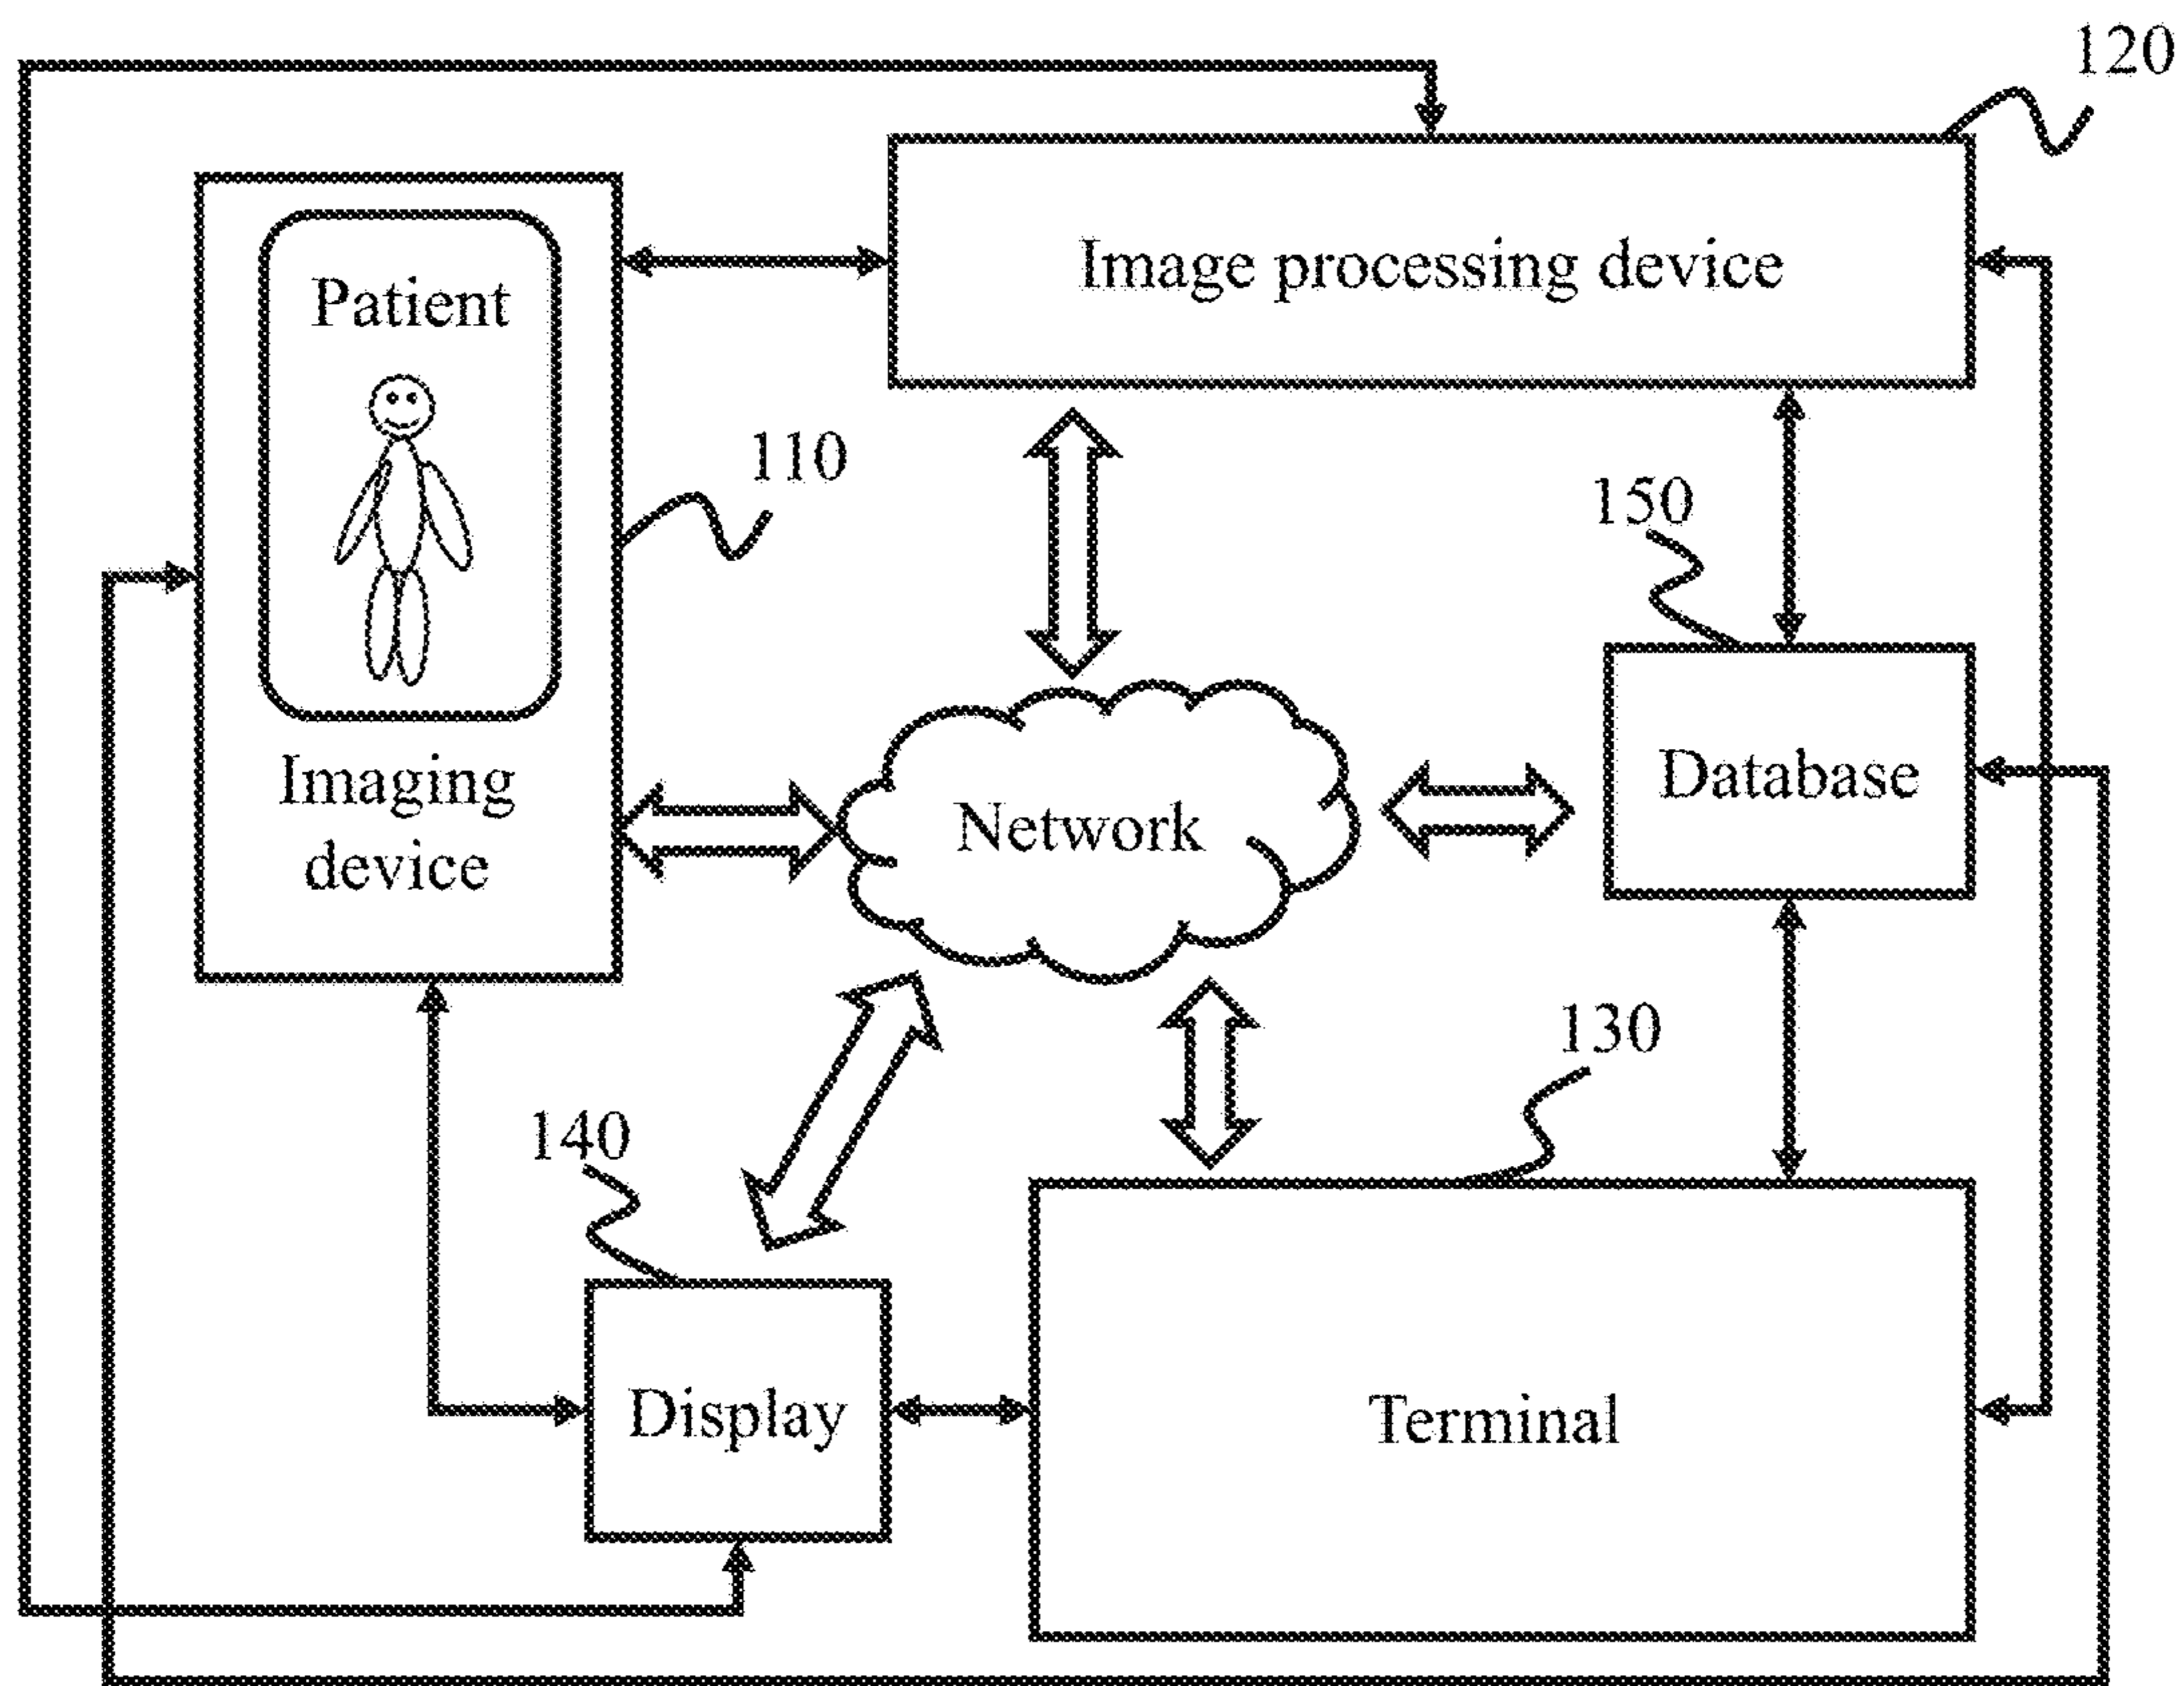 120
Image processing device
Patient
110
150
Imaging
device
Network
Database
130
140
Display
Terminal